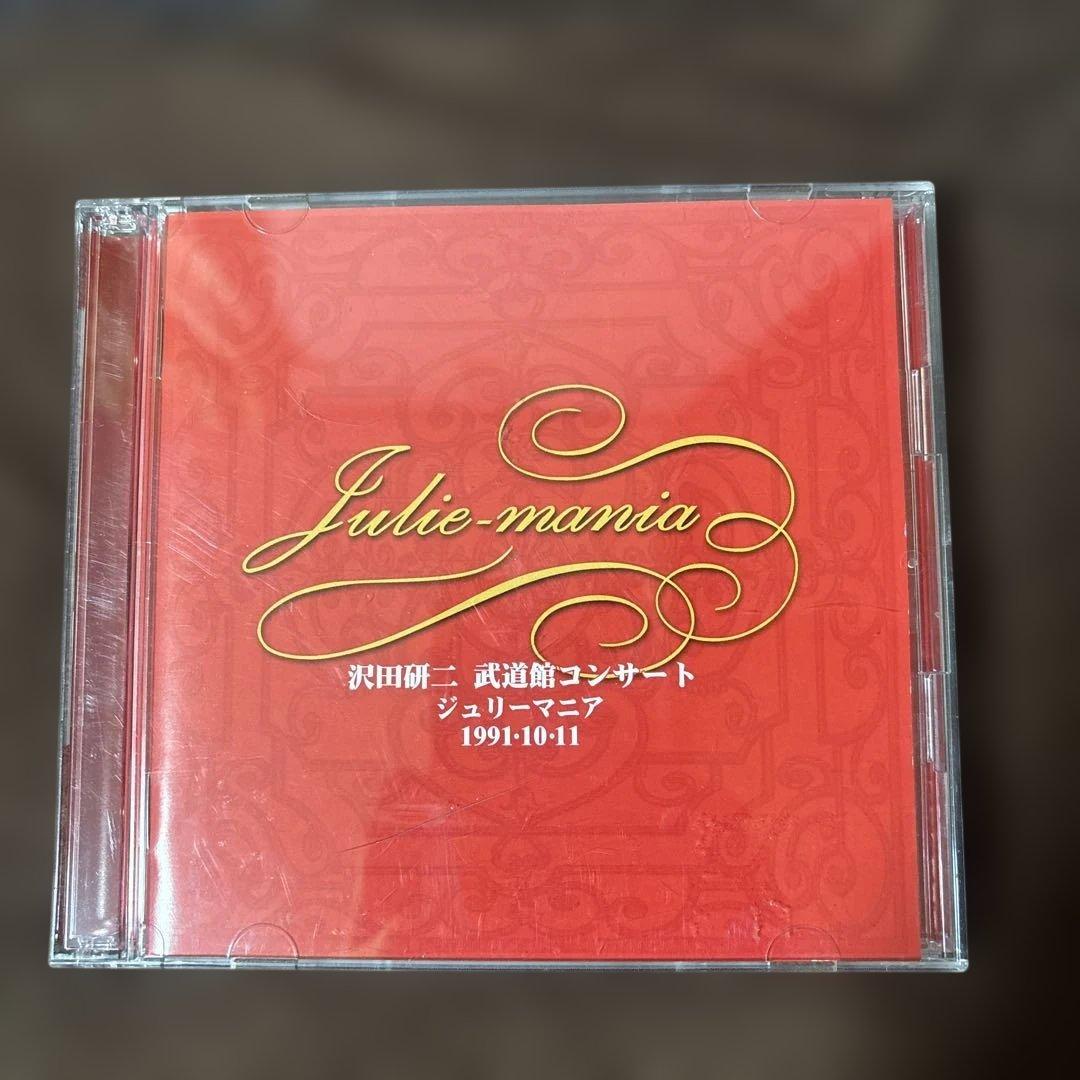 Julie-mania
沢田研二 武道館コンサート
ジュリーマニア
1991·10·11